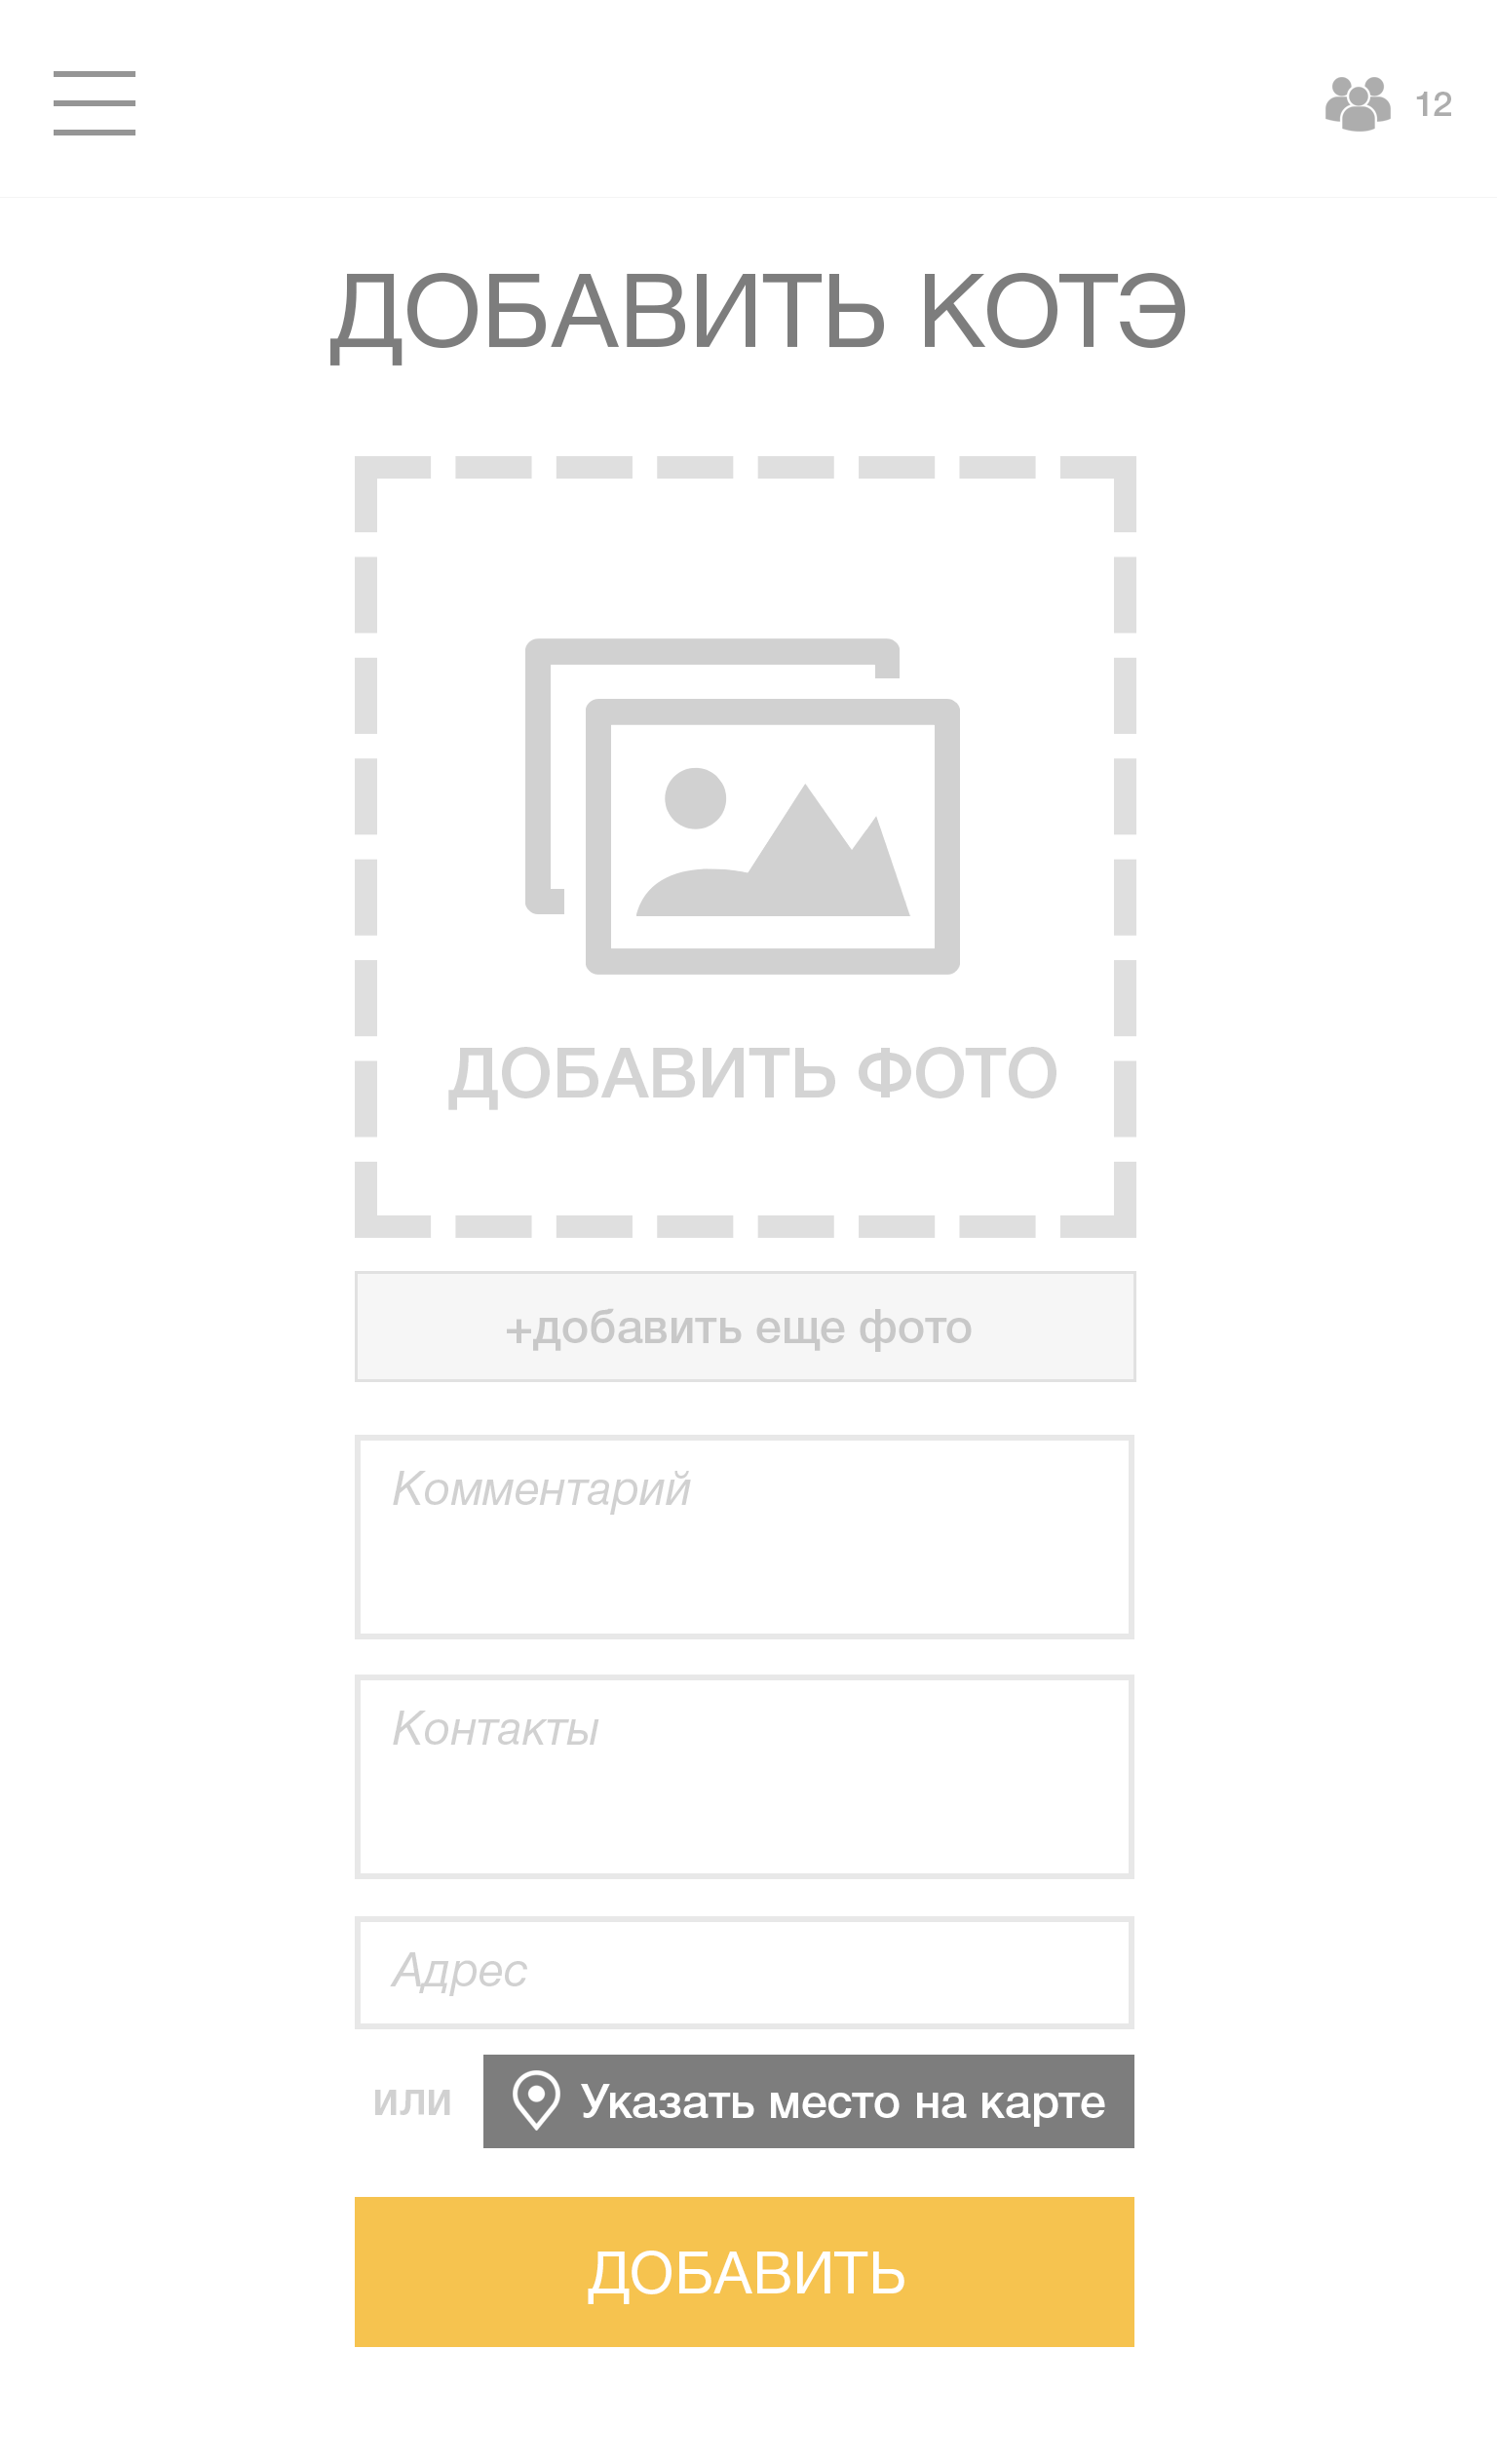 12
ДОБАВИТЬ КОТЭ
ДОБАВИТЬ ФОТО
+добавить еще фото
Комментарий
Контакты
Адрес
или
Указать место на карте
ДОБАВИТЬ